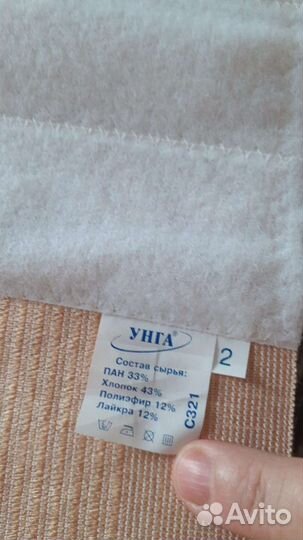 УНГА®
2
Состав сырья:
ПАН 33%
Хлопок 43%
Полиэфир 12%
Лайкра 12%
С321
Avito